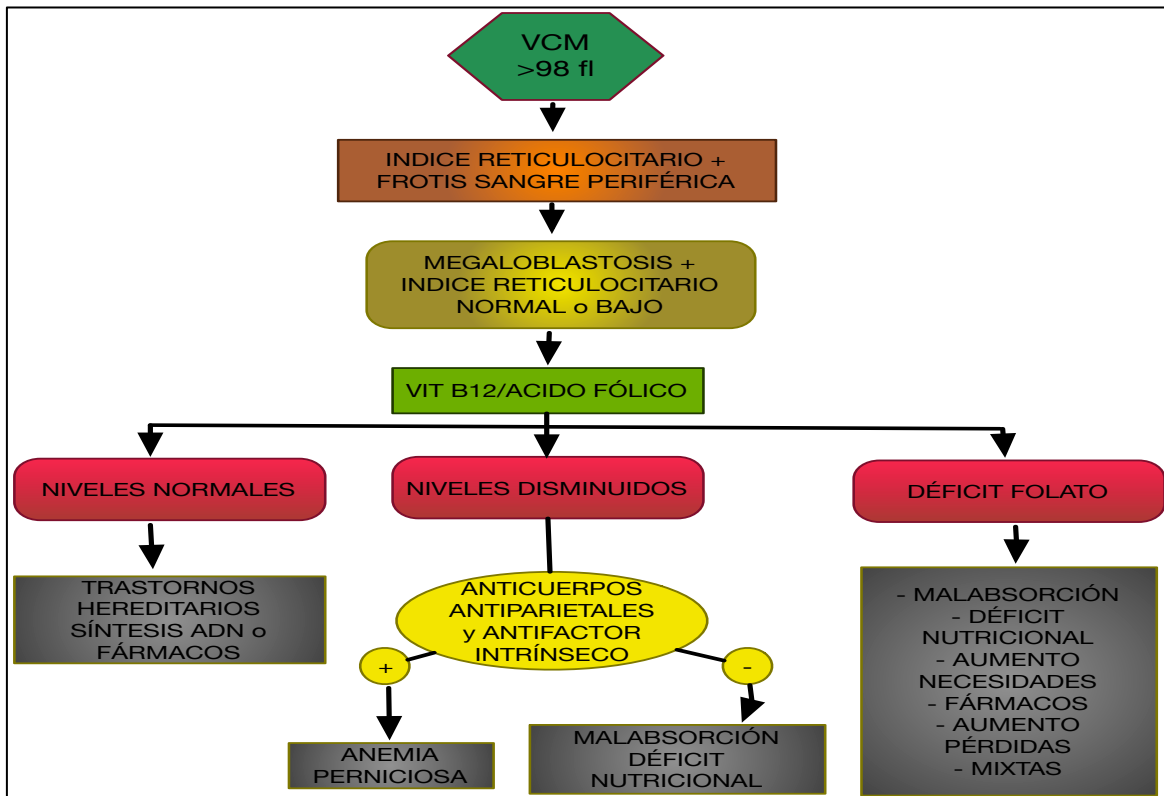 VCM
>98 fl
INDICE RETICULOCITARIO +
FROTIS SANGRE PERIFÉRICA
MEGALOBLASTOSIS +
INDICE RETICULOCITARIO
NORMAL o BAJO
VIT B12/ACIDO FÓLICO
NIVELES NORMALES
NIVELES DISMINUIDOS
DÉFICIT FOLATO
TRASTORNOS
HEREDITARIOS
SÍNTESIS ADN o
FÁRMACOS
ANTICUERPOS
ANTIPARIETALES
y ANTIFACTOR
INTRÍNSECO
+
-
ANEMIA
PERNICIOSA
MALABSORCIÓN
DÉFICIT
NUTRICIONAL
- MALABSORCIÓN
- DÉFICIT
NUTRICIONAL
- AUMENTO
NECESIDADES
- FÁRMACOS
- AUMENTO
PÉRDIDAS
- MIXTAS